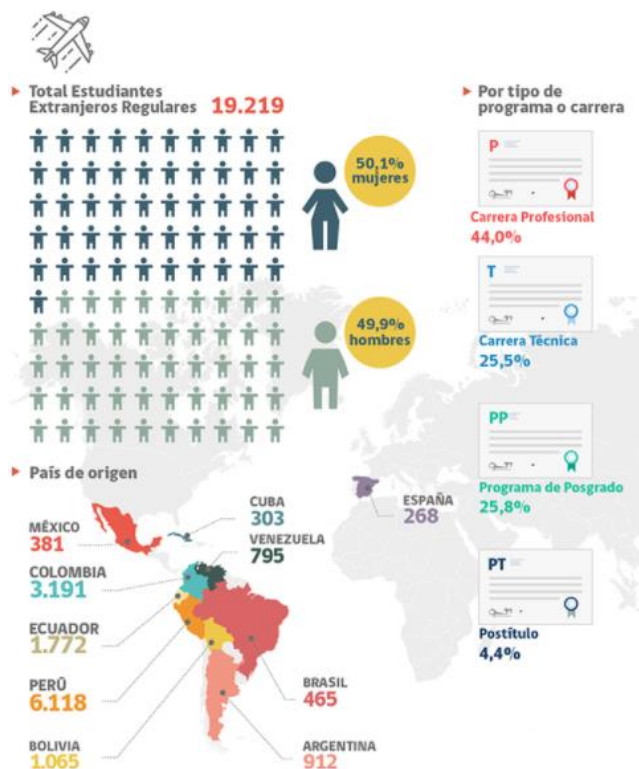 Total Estudiantes
Extranjeros Regulares 19.219
50,1%
mujeres
49,9%
hombres
País de origen
MÉXICO
381
CUBA
303
VENEZUELA
795
COLOMBIA
3.191
ECUADOR
1.772
PERÚ
6.118
BOLIVIA
1.065
BRASIL
465
ARGENTINA
912
ESPAÑA
268
Por tipo de
programa o carrera
P
Carrera Profesional
44,0%
T
Carrera Técnica
25,5%
PP
Programa de Posgrado
25,8%
PT
Postítulo
4,4%